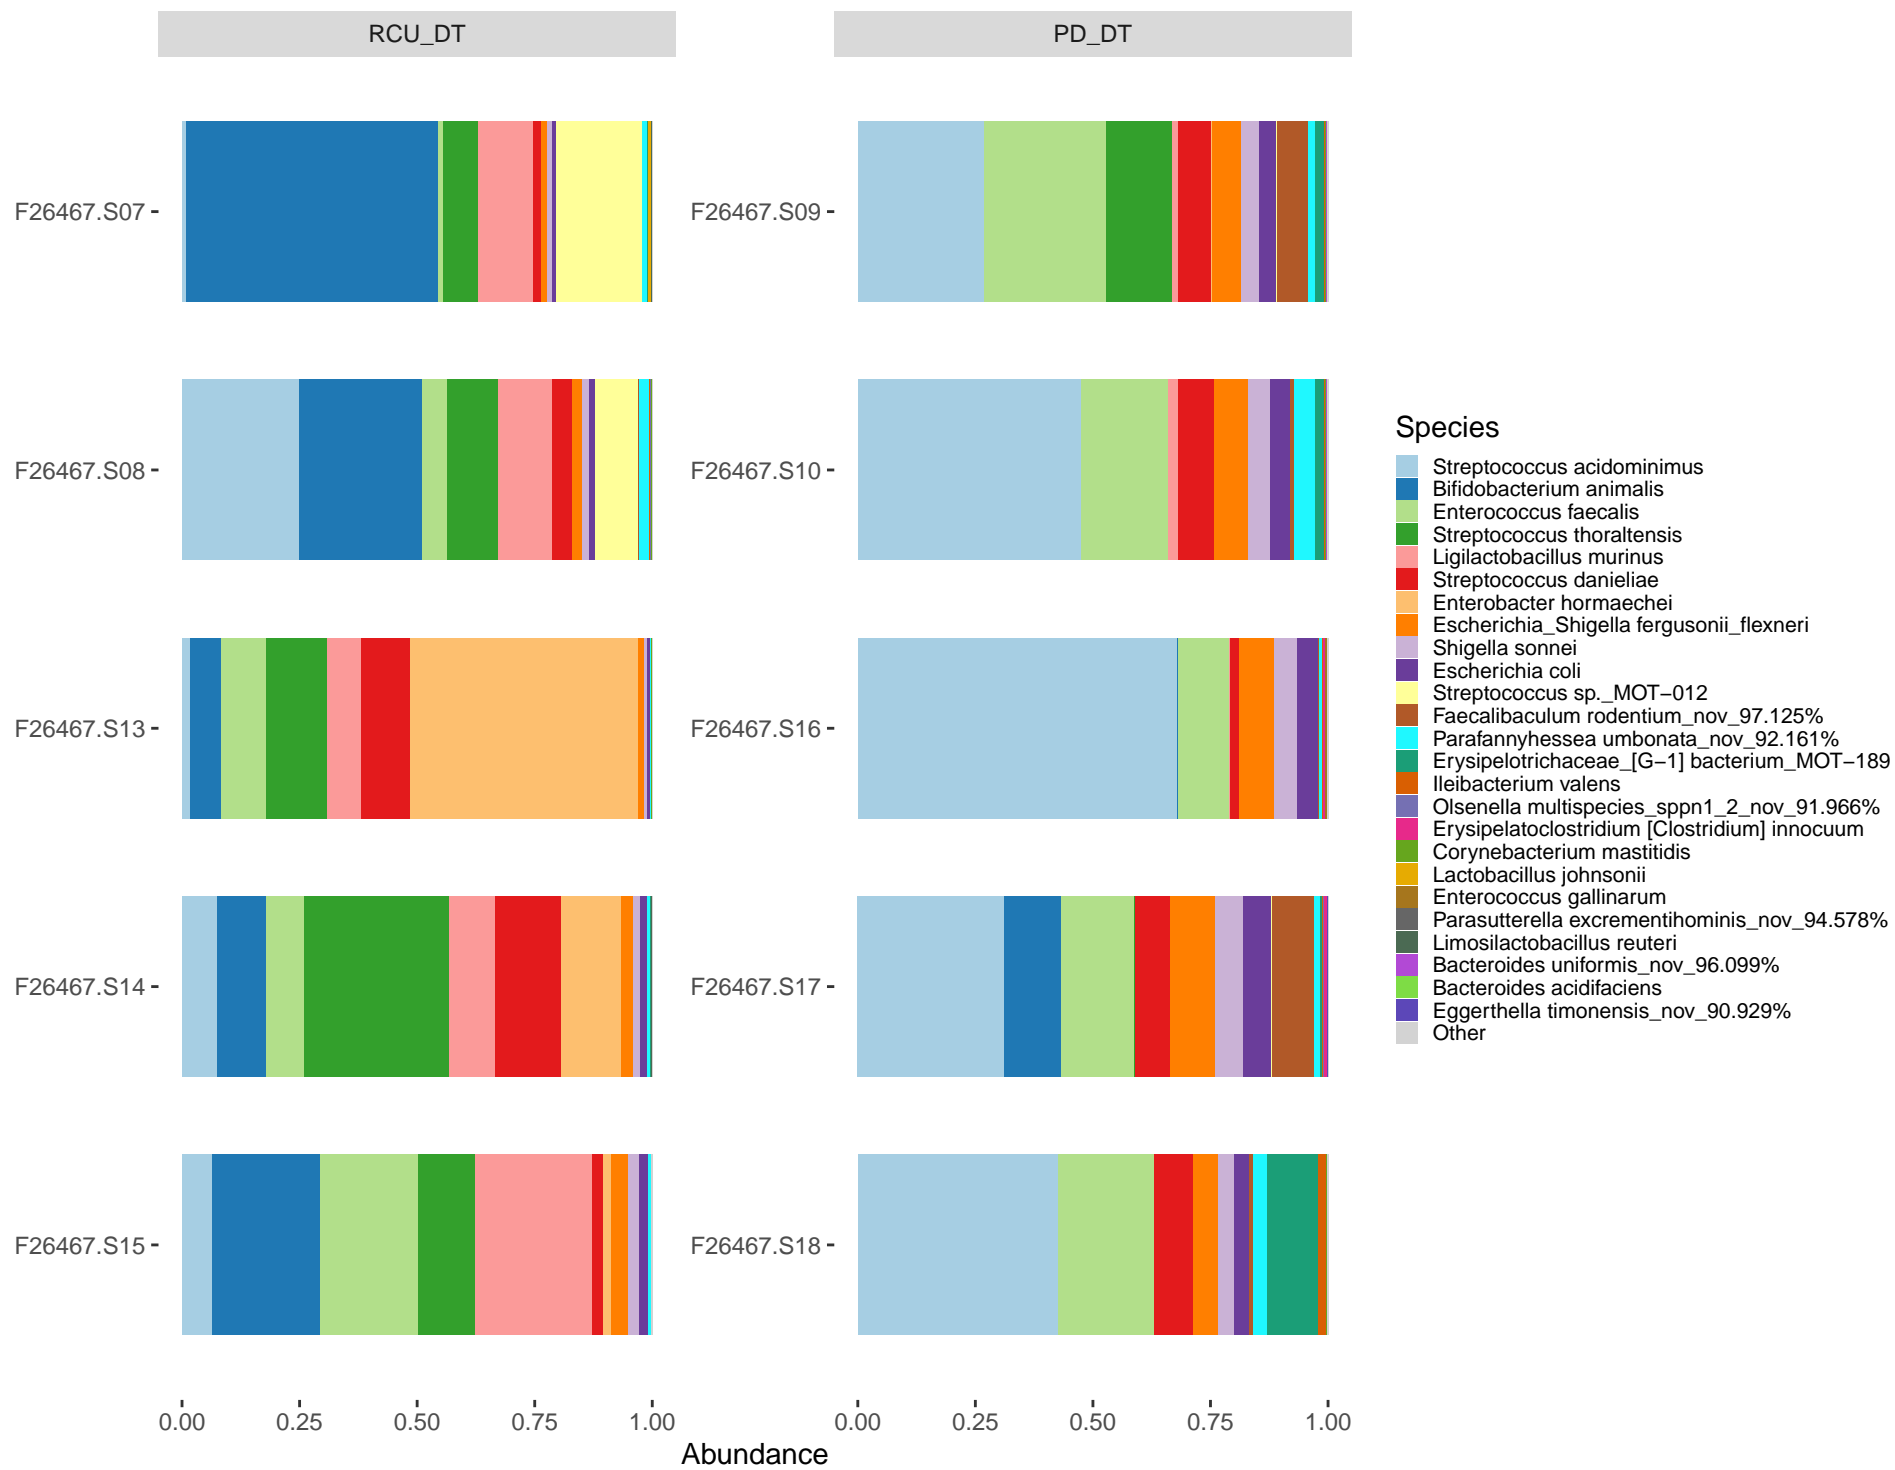 RCU_DT
PD_DT
F26467.S07
F26467.S09
F26467.S08
F26467.S10
F26467.S13
F26467.S16
F26467.S14
F26467.S17
F26467.S15
F26467.S18
0.00 0.25 0.50 0.75 1.00
0.00 0.25 0.50 0.75 1.00
Abundance
Species
Streptococcus acidominimus
Bifidobacterium animalis
Enterococcus faecalis
Streptococcus thoraltensis
Ligilactobacillus murinus
Streptococcus danieliae
Enterobacter hormaechei
Escherichia_Shigella fergusonii_flexneri
Shigella sonnei
Escherichia coli
Streptococcus sp._MOT−012
Faecalibaculum rodentium_nov_97.125%
Parafannyhessea umbonata_nov_92.161%
Erysipelotrichaceae_[G−1] bacterium_MOT−189
Ileibacterium valens
Olsenella multispecies_sppn1_2_nov_91.966%
Erysipelatoclostridium [Clostridium] innocuum
Corynebacterium mastitidis
Lactobacillus johnsonii
Enterococcus gallinarum
Parasutterella excrementihominis_nov_94.578%
Limosilactobacillus reuteri
Bacteroides uniformis_nov_96.099%
Bacteroides acidifaciens
Eggerthella timonensis_nov_90.929%
Other